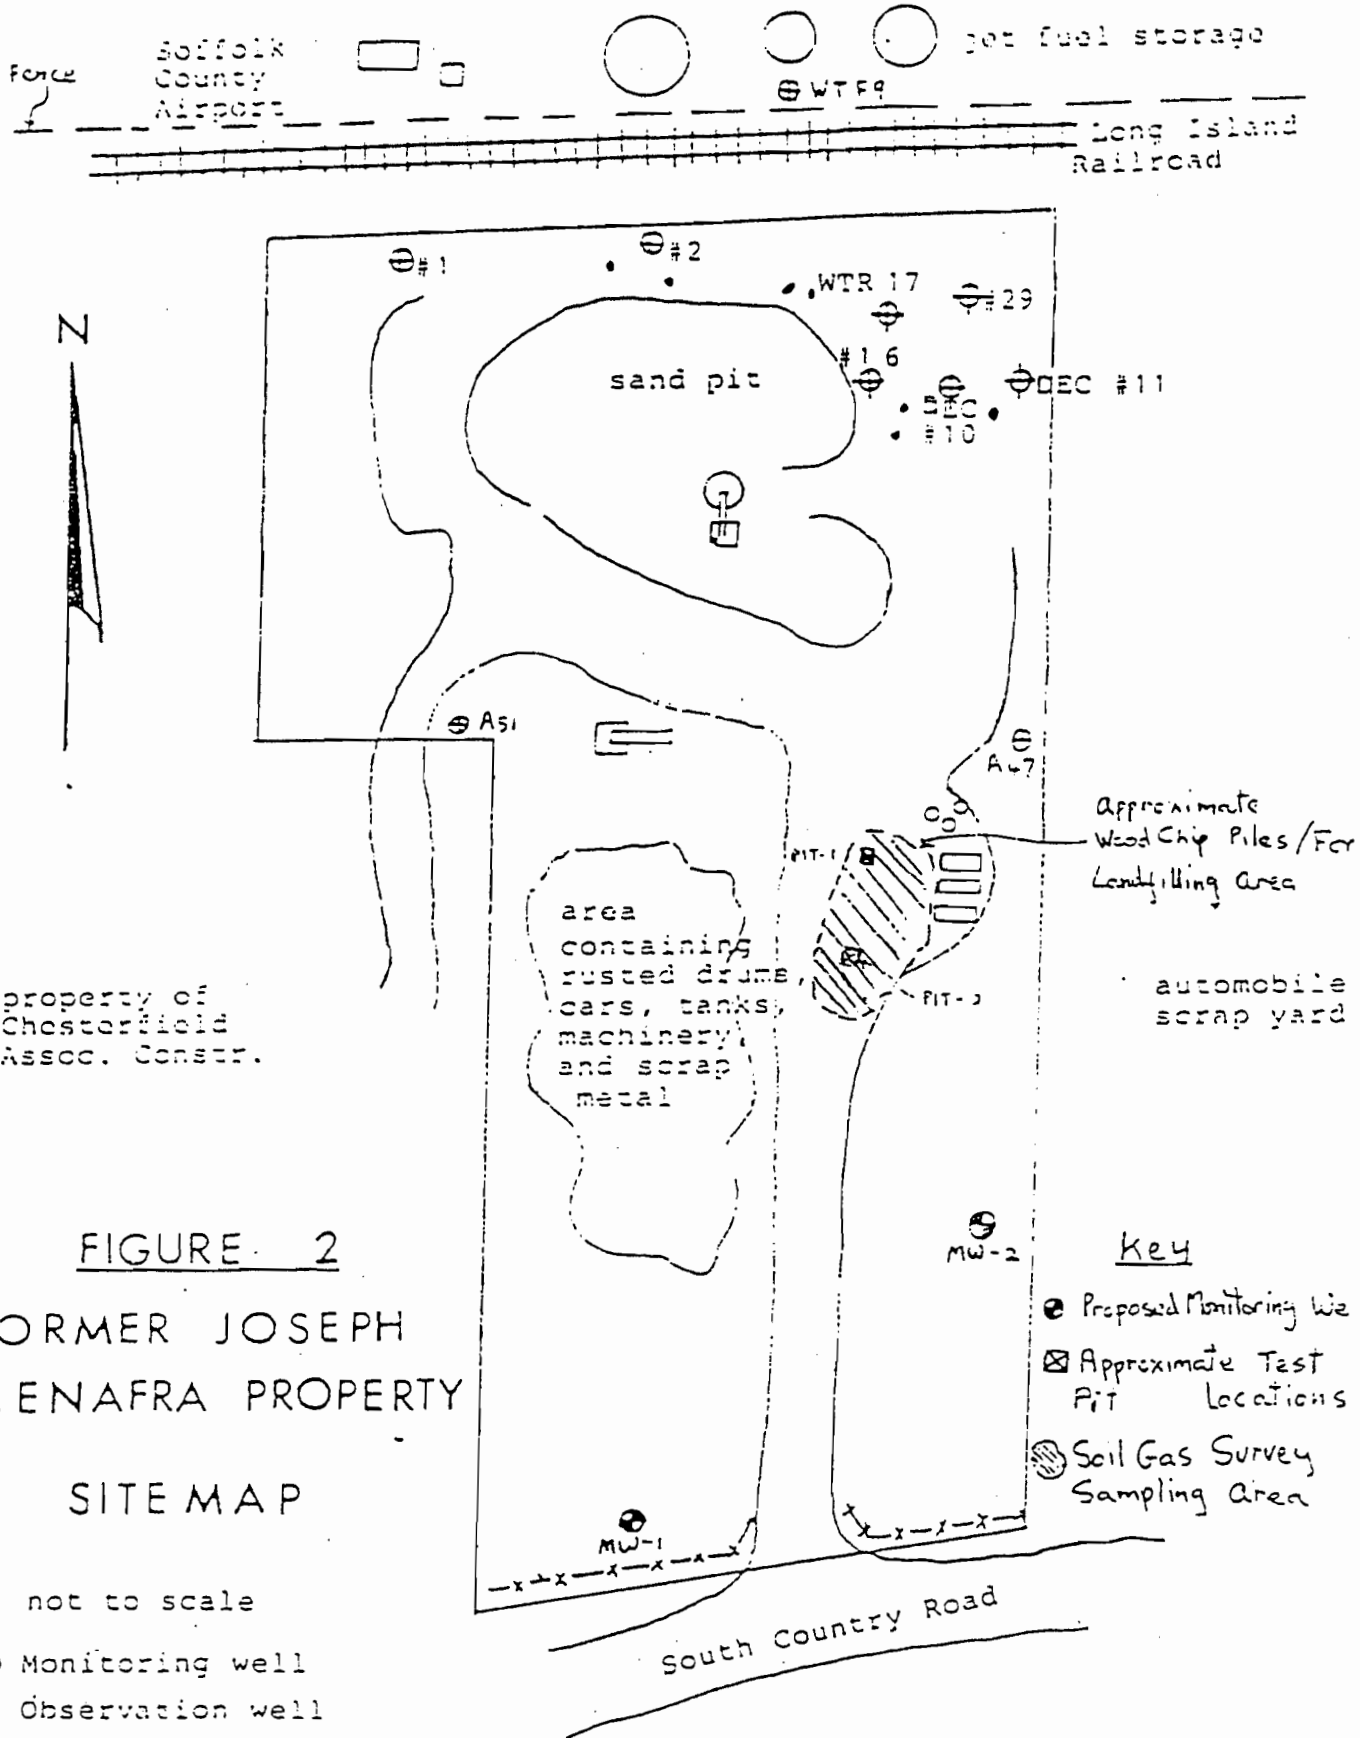 Fence
Suffolk
County
Airport
jet fuel storage
WTF9
Long Island
Railroad
#1
#2
WTR 17
#29
N
#16
sand pit
DEC #11
DEC
#10
A51
A47
Approximate
Wood Chip Piles/For
Landfilling Area
PIT-1
area
containing
rusted drums,
cars, tanks,
machinery
and scrap
metal
property of
Chesterfield
Assoc. Constr.
PIT-2
automobile
scrap yard
MW-2
FIGURE 2
ORMER JOSEPH
ENAFRA PROPERTY
SITE MAP
Key
Proposed Monitoring We
Approximate Test
Pit Locations
Soil Gas Survey
Sampling Area
MW-1
not to scale
South Country Road
Monitoring well
Observation well